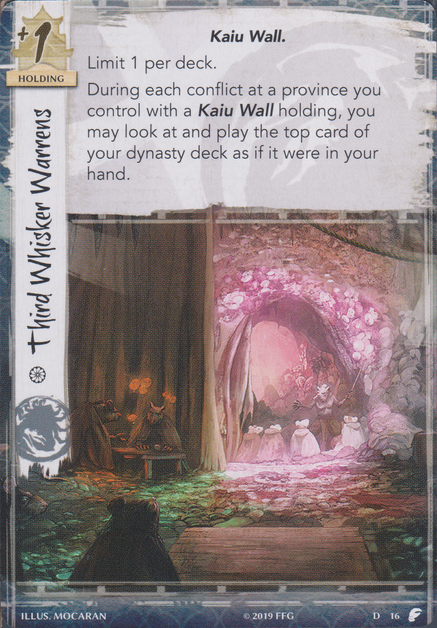 +1
HOLDING
Kaiu Wall.
Limit 1 per deck.
During each conflict at a province you
control with a Kaiu Wall holding, you
may look at and play the top card of
your dynasty deck as if it were in your
hand.
Third Whisker Warrens
ILLUS. MOCARAN
© 2019 FFG
D 16